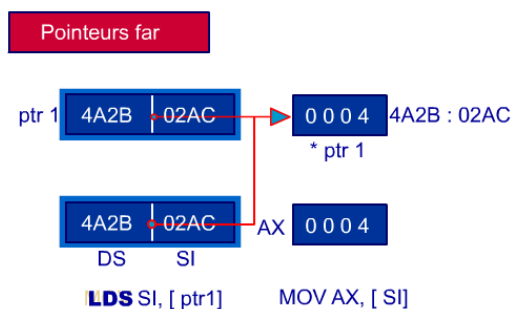 Pointeurs far
ptr 1 4A2B 02AC 0 0 0 4 4A2B : 02AC
* ptr 1
4A2B 02AC AX 0 0 0 4
DS SI
LDS SI, [ ptr1] MOV AX, [ SI]